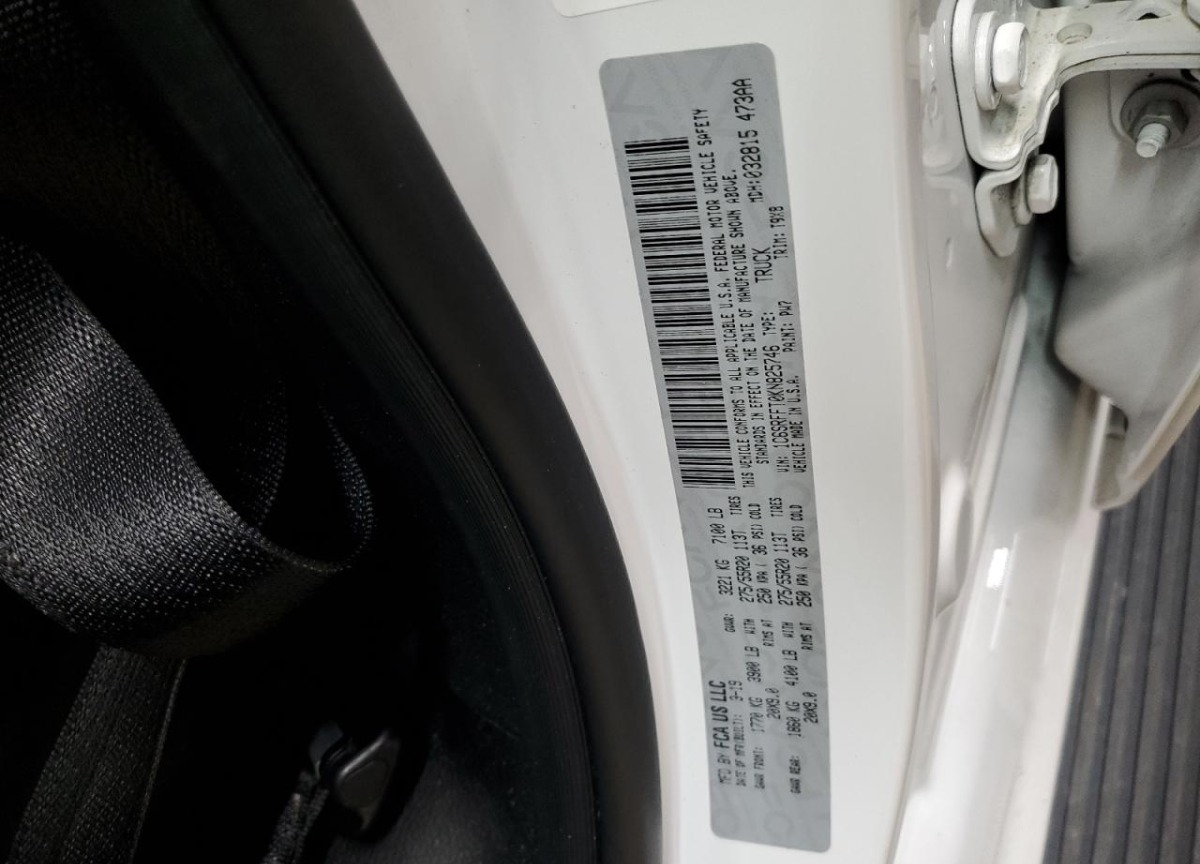 MFD BY FCA US LLC
DATE OF MFR(BUILT): 3-19 GVWR: 3221 KG 7100 LB
GAWR FRONT: 1770 KG 3900 LB WITH 275/55R20 113T TIRES
20X9.0 RIMS AT 250 KPA ( 36 PSI) COLD
GAWR REAR: 1860 KG 4100 LB WITH 275/55R20 113T TIRES
20X9.0 RIMS AT 250 KPA ( 36 PSI) COLD
THIS VEHICLE CONFORMS TO ALL APPLICABLE U.S.A. FEDERAL MOTOR VEHICLE SAFETY
STANDARDS IN EFFECT ON THE DATE OF MANUFACTURE SHOWN ABOVE.
VIN: 1C6SRFFT0KN825746 TYPE: TRUCK MDH:032815 473AA
VEHICLE MADE IN U.S.A. PAINT: PW7 TRIM: T9X8